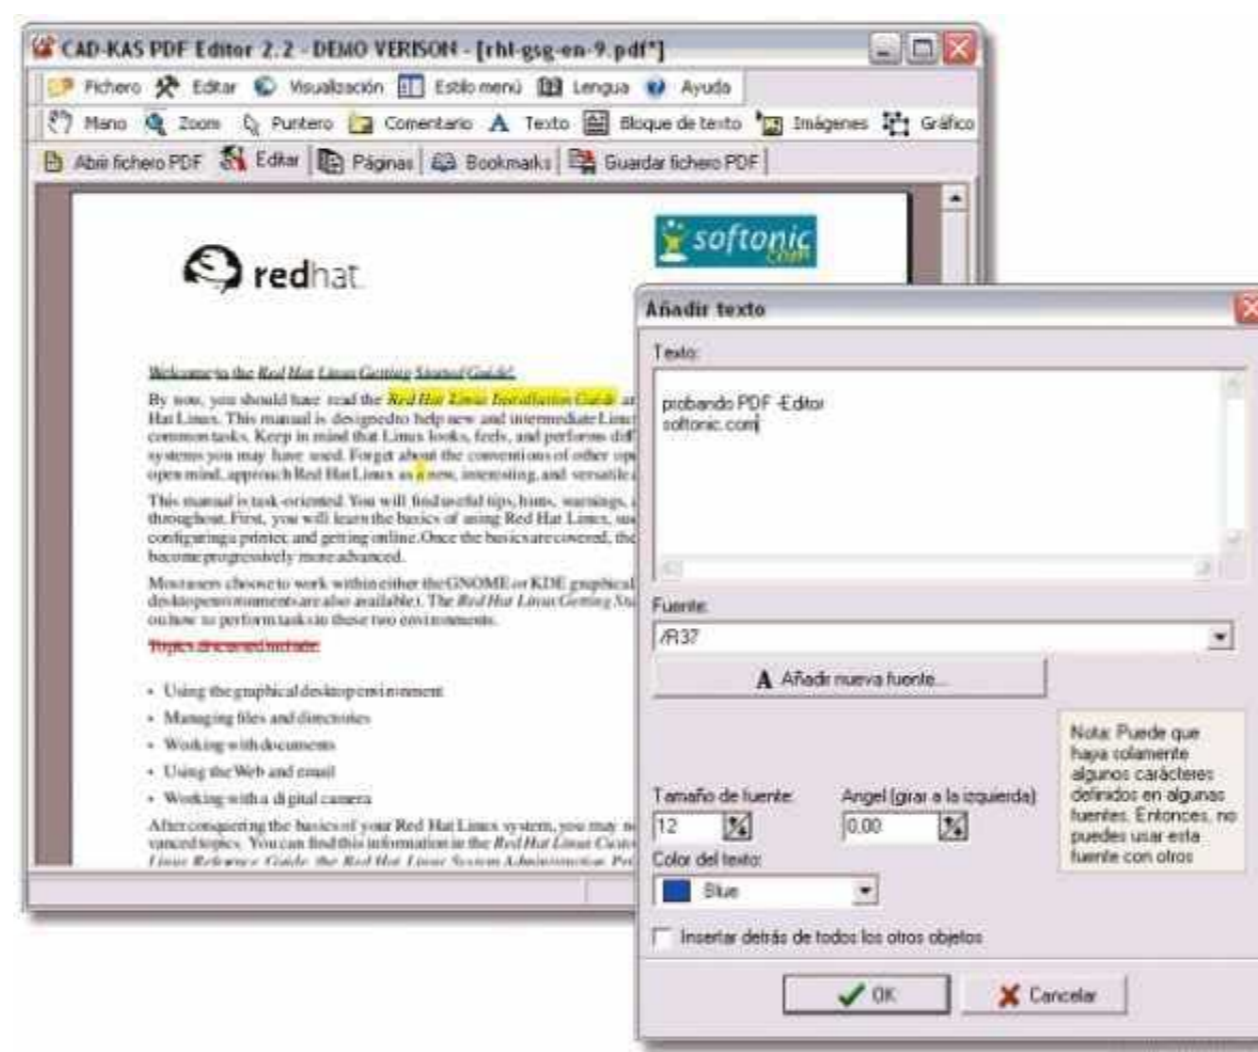 CAD-KAS PDF Editor 2.2 - DEMO VERISON - [rhl-gsg-en-9.pdf*]
Fichero Editar Visualización Estilo menú Lengua Ayuda
Mano Zoom Puntero Comentario Texto Bloque de texto Imágenes Gráfico
Abrir fichero PDF Editar Páginas Bookmarks Guardar fichero PDF
redhat.
softonic
.com
Welcome to the Red Hat Linux Getting Started Guide!
By now, you should have read the Red Hat Linux Installation Guide
Hat Linux. This manual is designed to help new and intermediate
common tasks. Keep in mind that Linux looks, feels, and performs
systems you may have used. Forget about the conventions of other
open mind, approach Red Hat Linux as a new, interesting, and versatile
This manual is task-oriented. You will find useful tips, hints, warnings,
throughout. First, you will learn the basics of using Red Hat Linux,
configuring a printer, and getting online. Once the basics are covered, the
become progressively more advanced.
Most users choose to work within either the GNOME or KDE graphical
desktop environments are also available). The Red Hat Linux Getting
on how to perform tasks in these two environments.
Topics discussed include:
• Using the graphical desktop environment
• Managing files and directories
• Working with documents
• Using the Web and email
• Working with a digital camera
After conquering the basics of your Red Hat Linux system, you may
vanced topics. You can find this information in the Red Hat Linux
Linux Reference Guide, the Red Hat Linux System Administration
Añadir texto
Texto:
probando PDF -Editor
softonic.com
Fuente:
/R37
A Añadir nueva fuente...
Nota: Puede que
haya solamente
algunos carácteres
definidos en algunas
fuentes. Entonces, no
puedes usar esta
fuente con otros
Tamaño de fuente: Angel (girar a la izquierda)
12 0.00
Color del texto:
Blue
Insertar detrás de todos los otros objetos
OK Cancelar